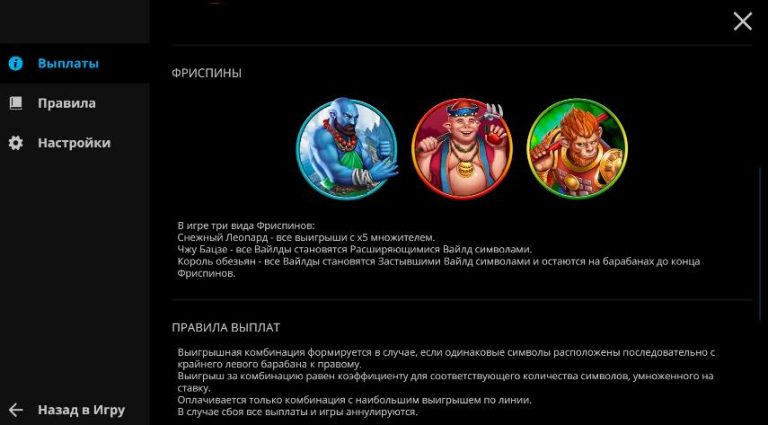 Выплаты
Правила
Настройки
Назад в Игру
ФРИСПИНЫ
В игре три вида Фриспинов:
Снежный Леопард - все выигрыши с х5 множителем.
Чжу Бацзе - все Вайлды становятся Расширяющимися Вайлд символами.
Король обезьян - все Вайлды становятся Застывшими Вайлд символами и остаются на барабанах до конца
Фриспинов.
ПРАВИЛА ВЫПЛАТ
Выигрышная комбинация формируется в случае, если одинаковые символы расположены последовательно с
крайнего левого барабана к правому.
Выигрыш за комбинацию равен коэффициенту для соответствующего количества символов, умноженного на
ставку.
Оплачивается только комбинация с наибольшим выигрышем по линии.
В случае сбоя все выплаты и игры аннулируются.